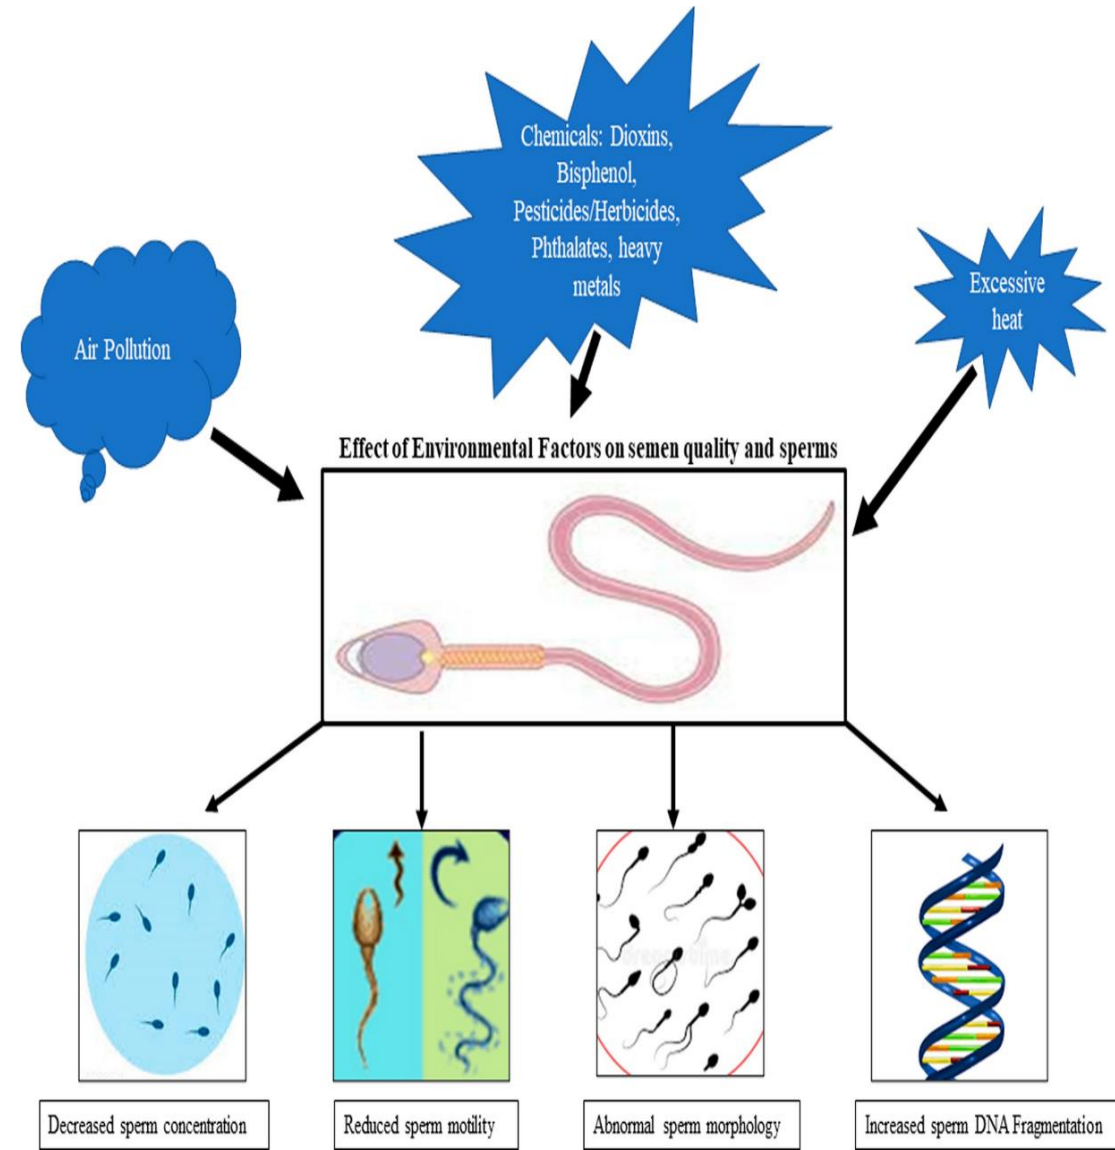 Chemicals: Dioxins,
Bisphenol,
Pesticides/Herbicides,
Phthalates, heavy
metals
Air Pollution
Excessive
heat
Effect of Environmental Factors on semen quality and sperms
Decreased sperm concentration
Reduced sperm motility
Abnormal sperm morphology
Increased sperm DNA Fragmentation